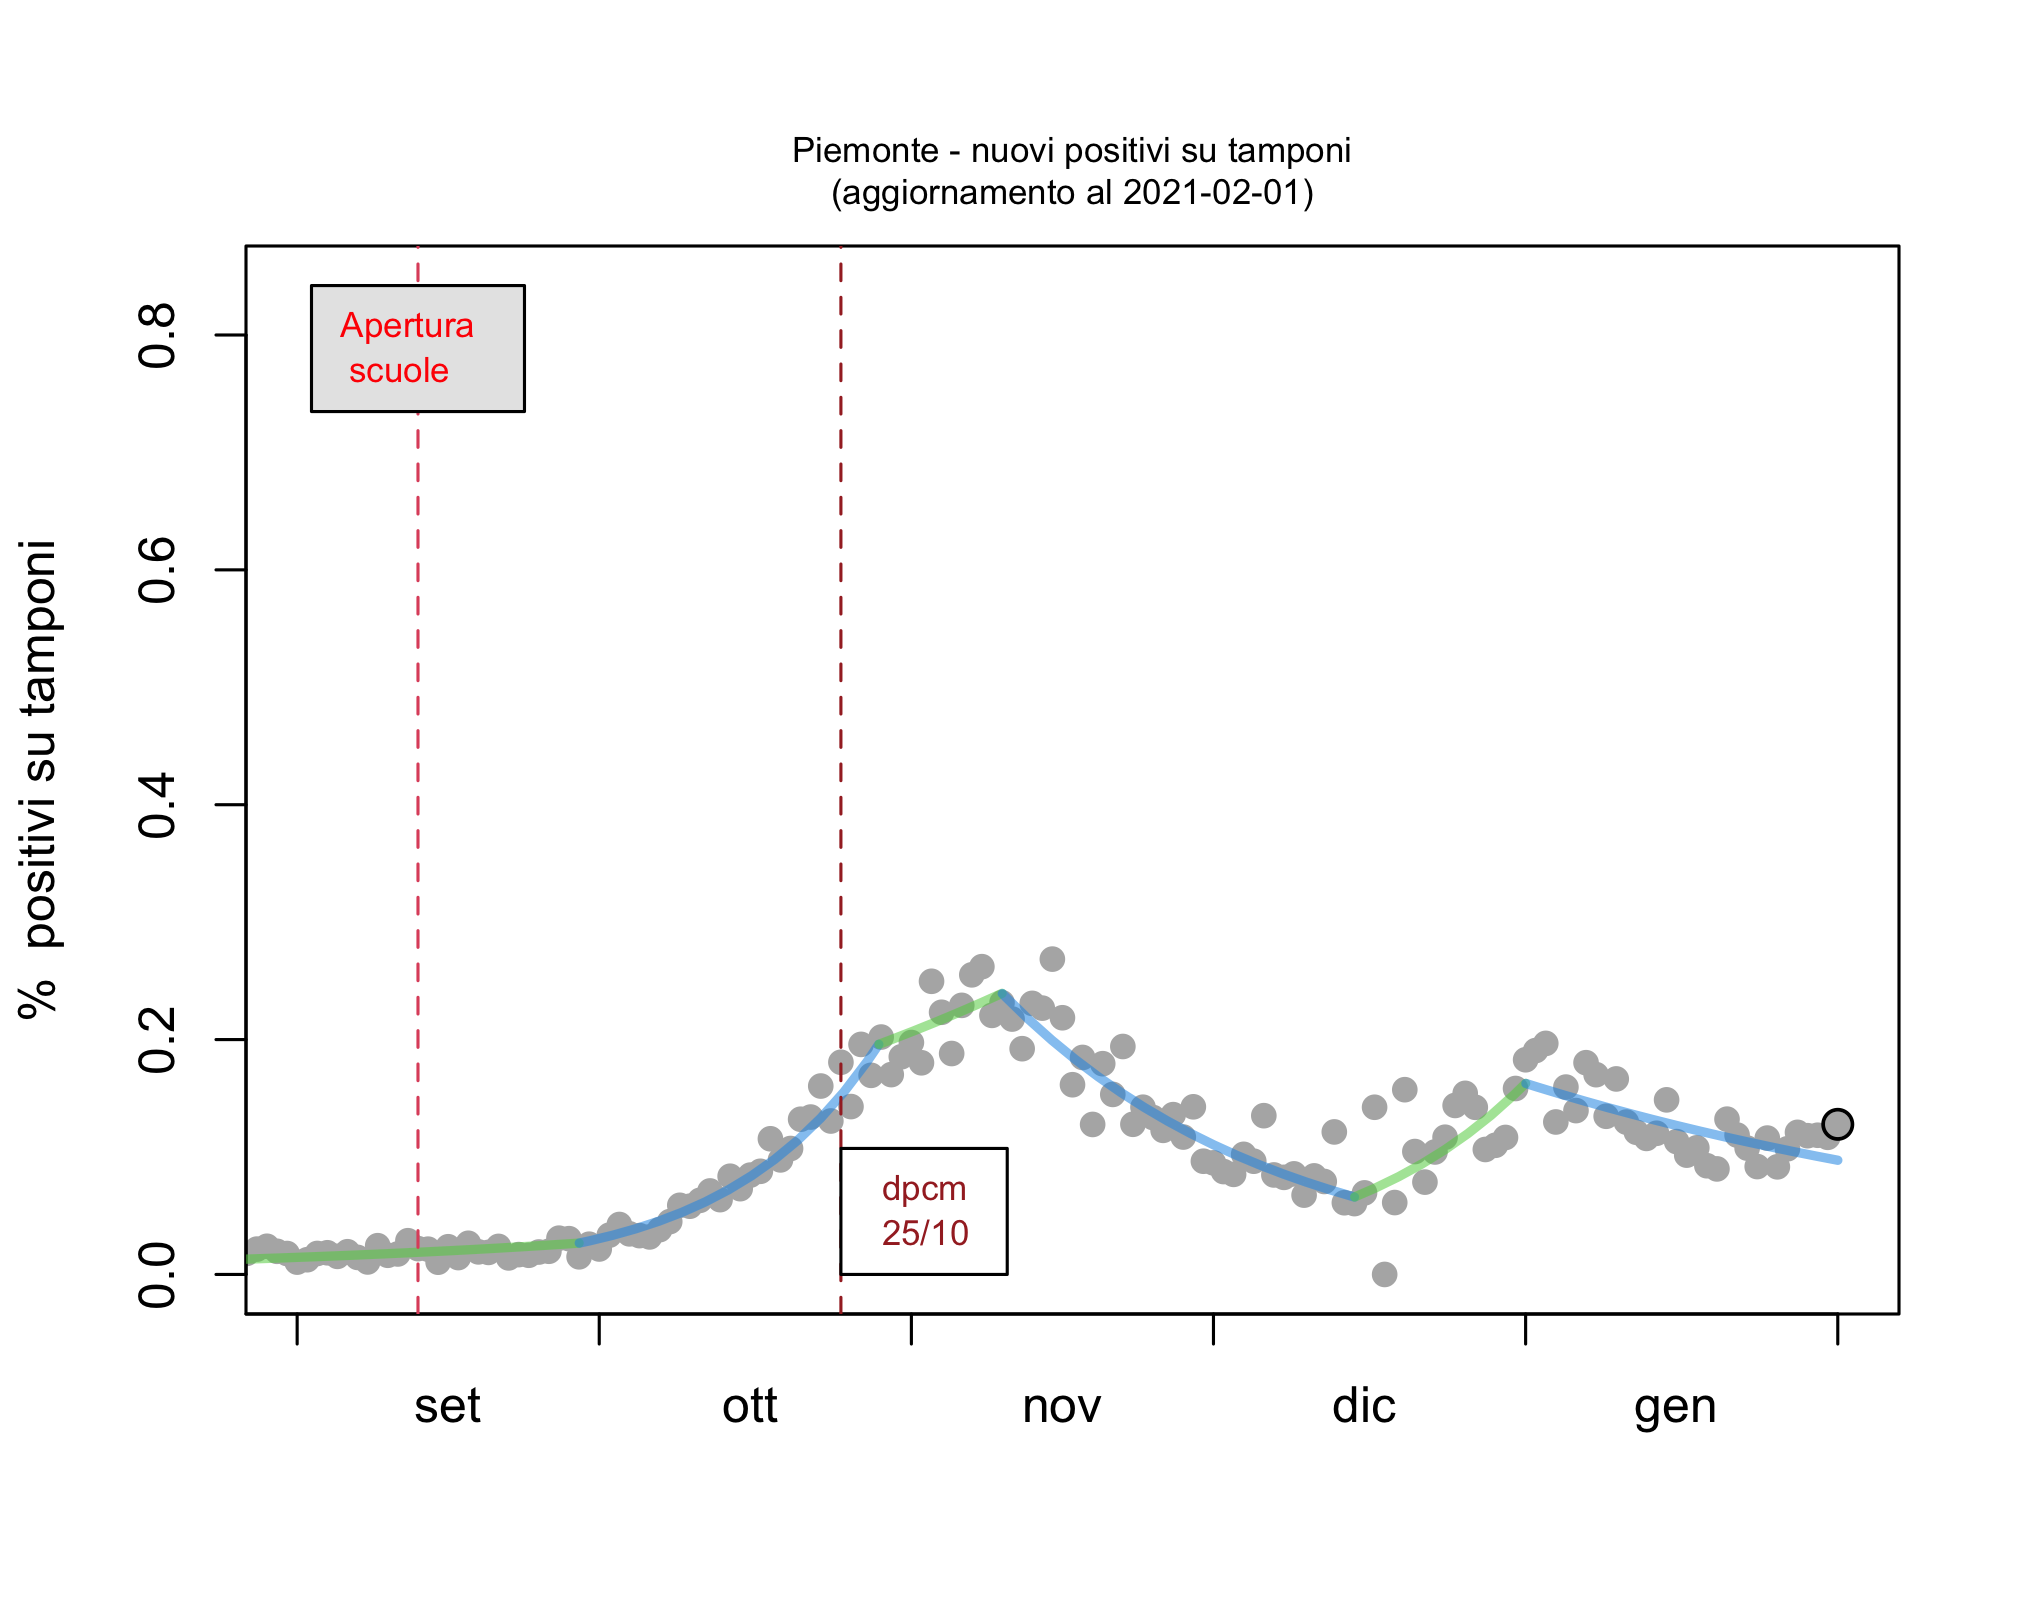 Piemonte - nuovi positivi su tamponi
(aggiornamento al 2021-02-01)
% positivi su tamponi
0.8
0.6
0.4
0.2
0.0
Apertura
scuole
dpcm
25/10
set ott nov dic gen